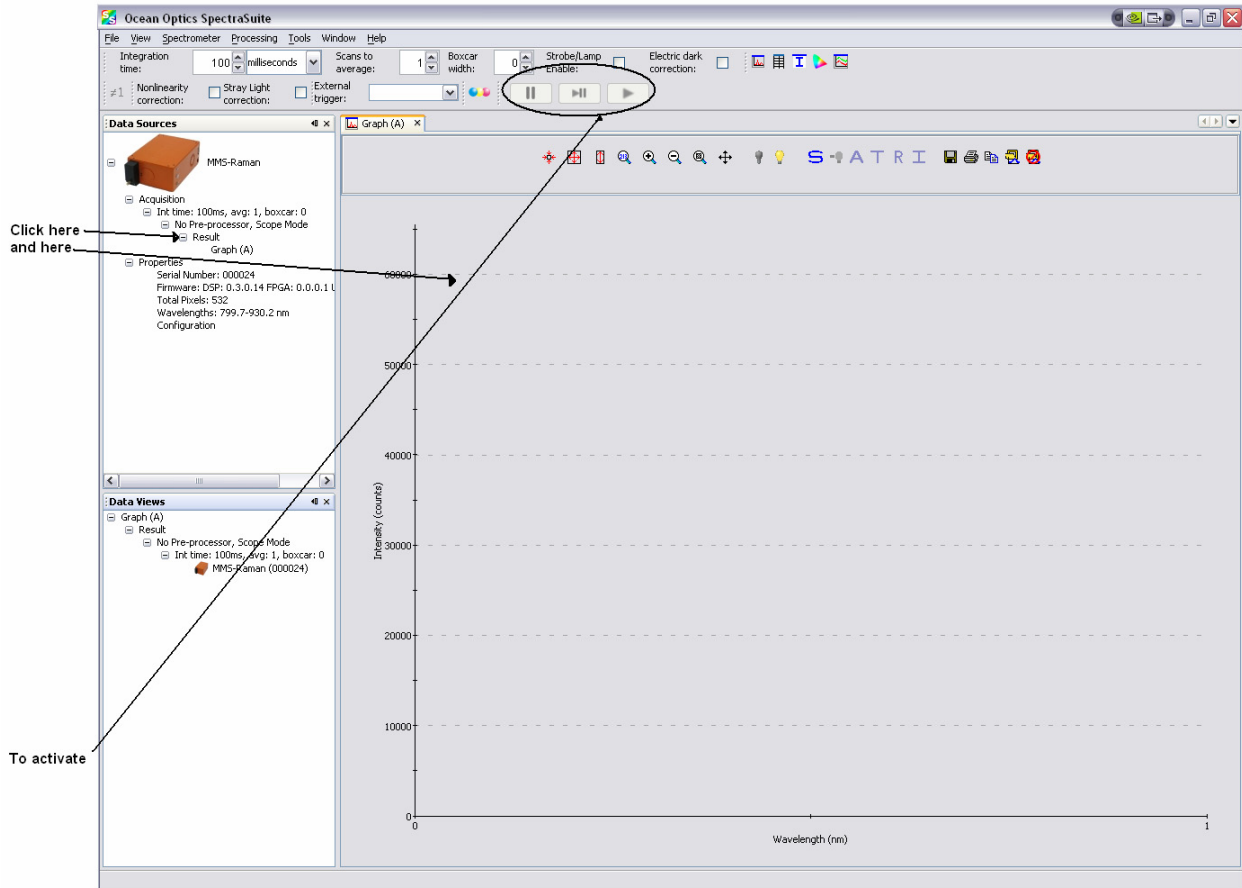 Ocean Optics SpectraSuite
File View Spectrometer Processing Tools Window Help
Integration time: 100 milliseconds Scans to average: 1 Boxcar width: 0 Strobe/Lamp Enable: Electric dark correction:
≠1 Nonlinearity correction: Stray Light correction: External trigger:
Data Sources
MMS-Raman
Acquisition
Int time: 100ms, avg: 1, boxcar: 0
No Pre-processor, Scope Mode
Result
Graph (A)
Properties
Serial Number: 000024
Firmware: DSP: 0.3.0.14 FPGA: 0.0.0.1 U
Total Pixels: 532
Wavelengths: 799.7-930.2 nm
Configuration
Click here
and here
To activate
Data Views
Graph (A)
Result
No Pre-processor, Scope Mode
Int time: 100ms, avg: 1, boxcar: 0
MMS-Raman (000024)
Graph (A)
S A T R I
60000
50000
40000
30000
20000
10000
0
Intensity (counts)
0
1
Wavelength (nm)